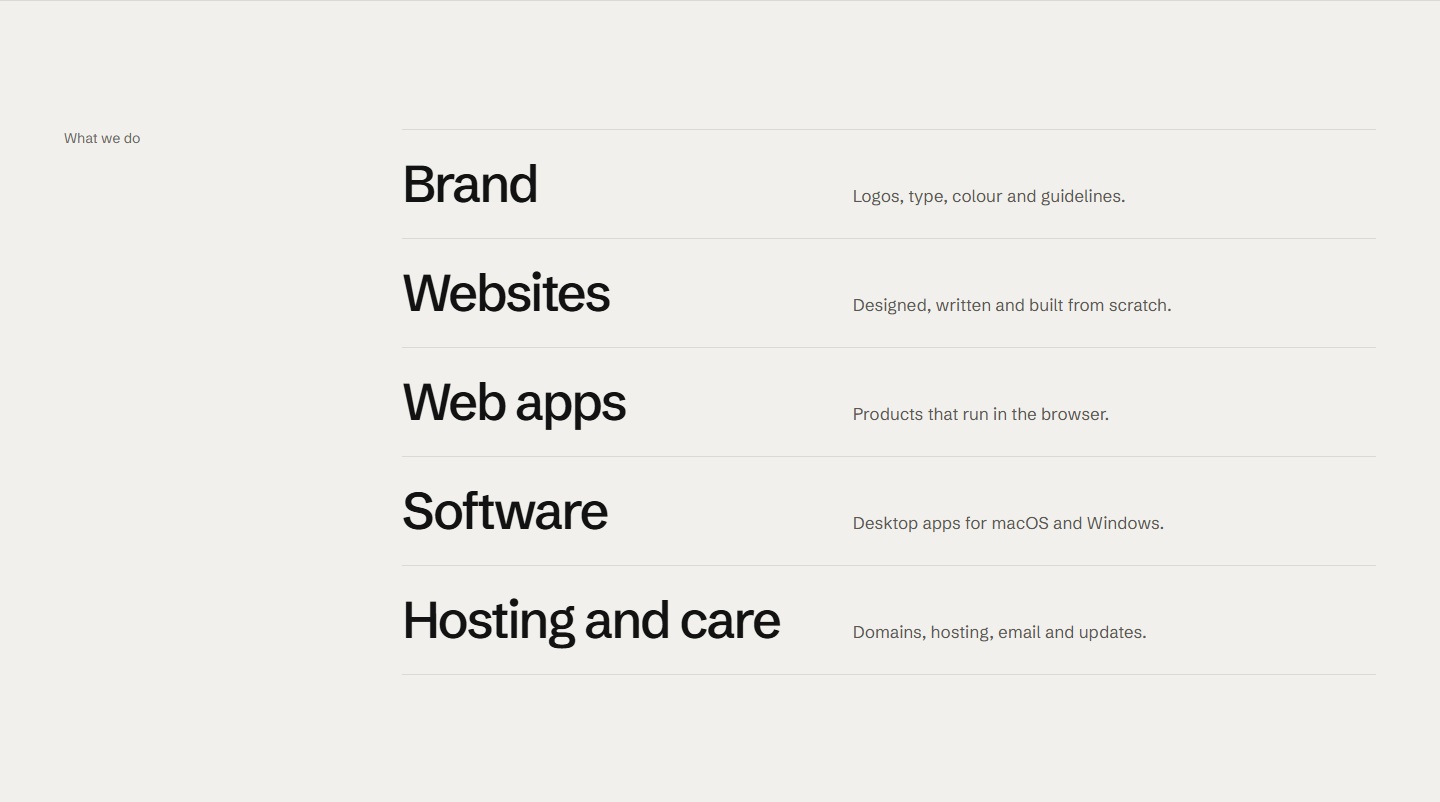 What we do
Brand
Logos, type, colour and guidelines.
Websites
Designed, written and built from scratch.
Web apps
Products that run in the browser.
Software
Desktop apps for macOS and Windows.
Hosting and care
Domains, hosting, email and updates.